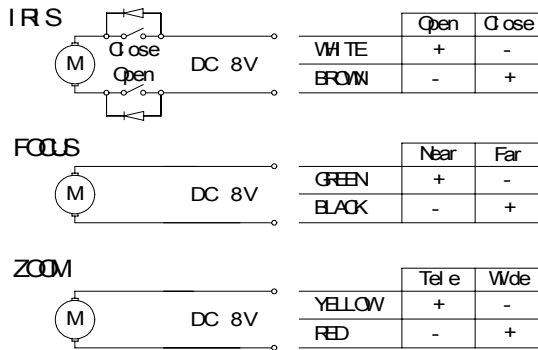 IRIS
Open Close
Close
WHITE + -
M DC 8V
Open
BROWN - +
FOCUS
Near Far
GREEN + -
M DC 8V
BLACK - +
ZOOM
Tele Wide
YELLOW + -
M DC 8V
RED - +